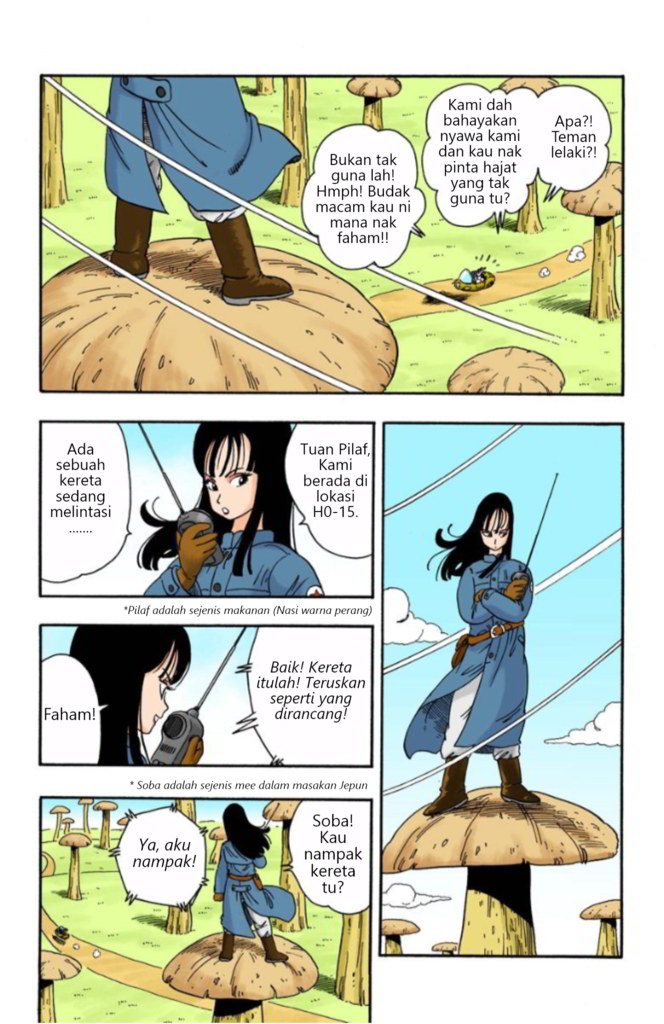 Apa?!
Teman
lelaki?!
Kami dah
bahayakan
nyawa kami
dan kau nak
pinta hajat
yang tak
guna tu?
Bukan tak
guna lah!
Hmph! Budak
macam kau ni
mana nak
faham!!
Tuan Pilaf,
Kami
berada di
lokasi
H0-15.
Ada
sebuah
kereta
sedang
melintasi
.......
*Pilaf adalah sejenis makanan (Nasi warna perang)
Baik! Kereta
itulah! Teruskan
seperti yang
dirancang!
Faham!
* Soba adalah sejenis mee dalam masakan Jepun
Soba!
Kau
nampak
kereta
tu?
Ya, aku
nampak!